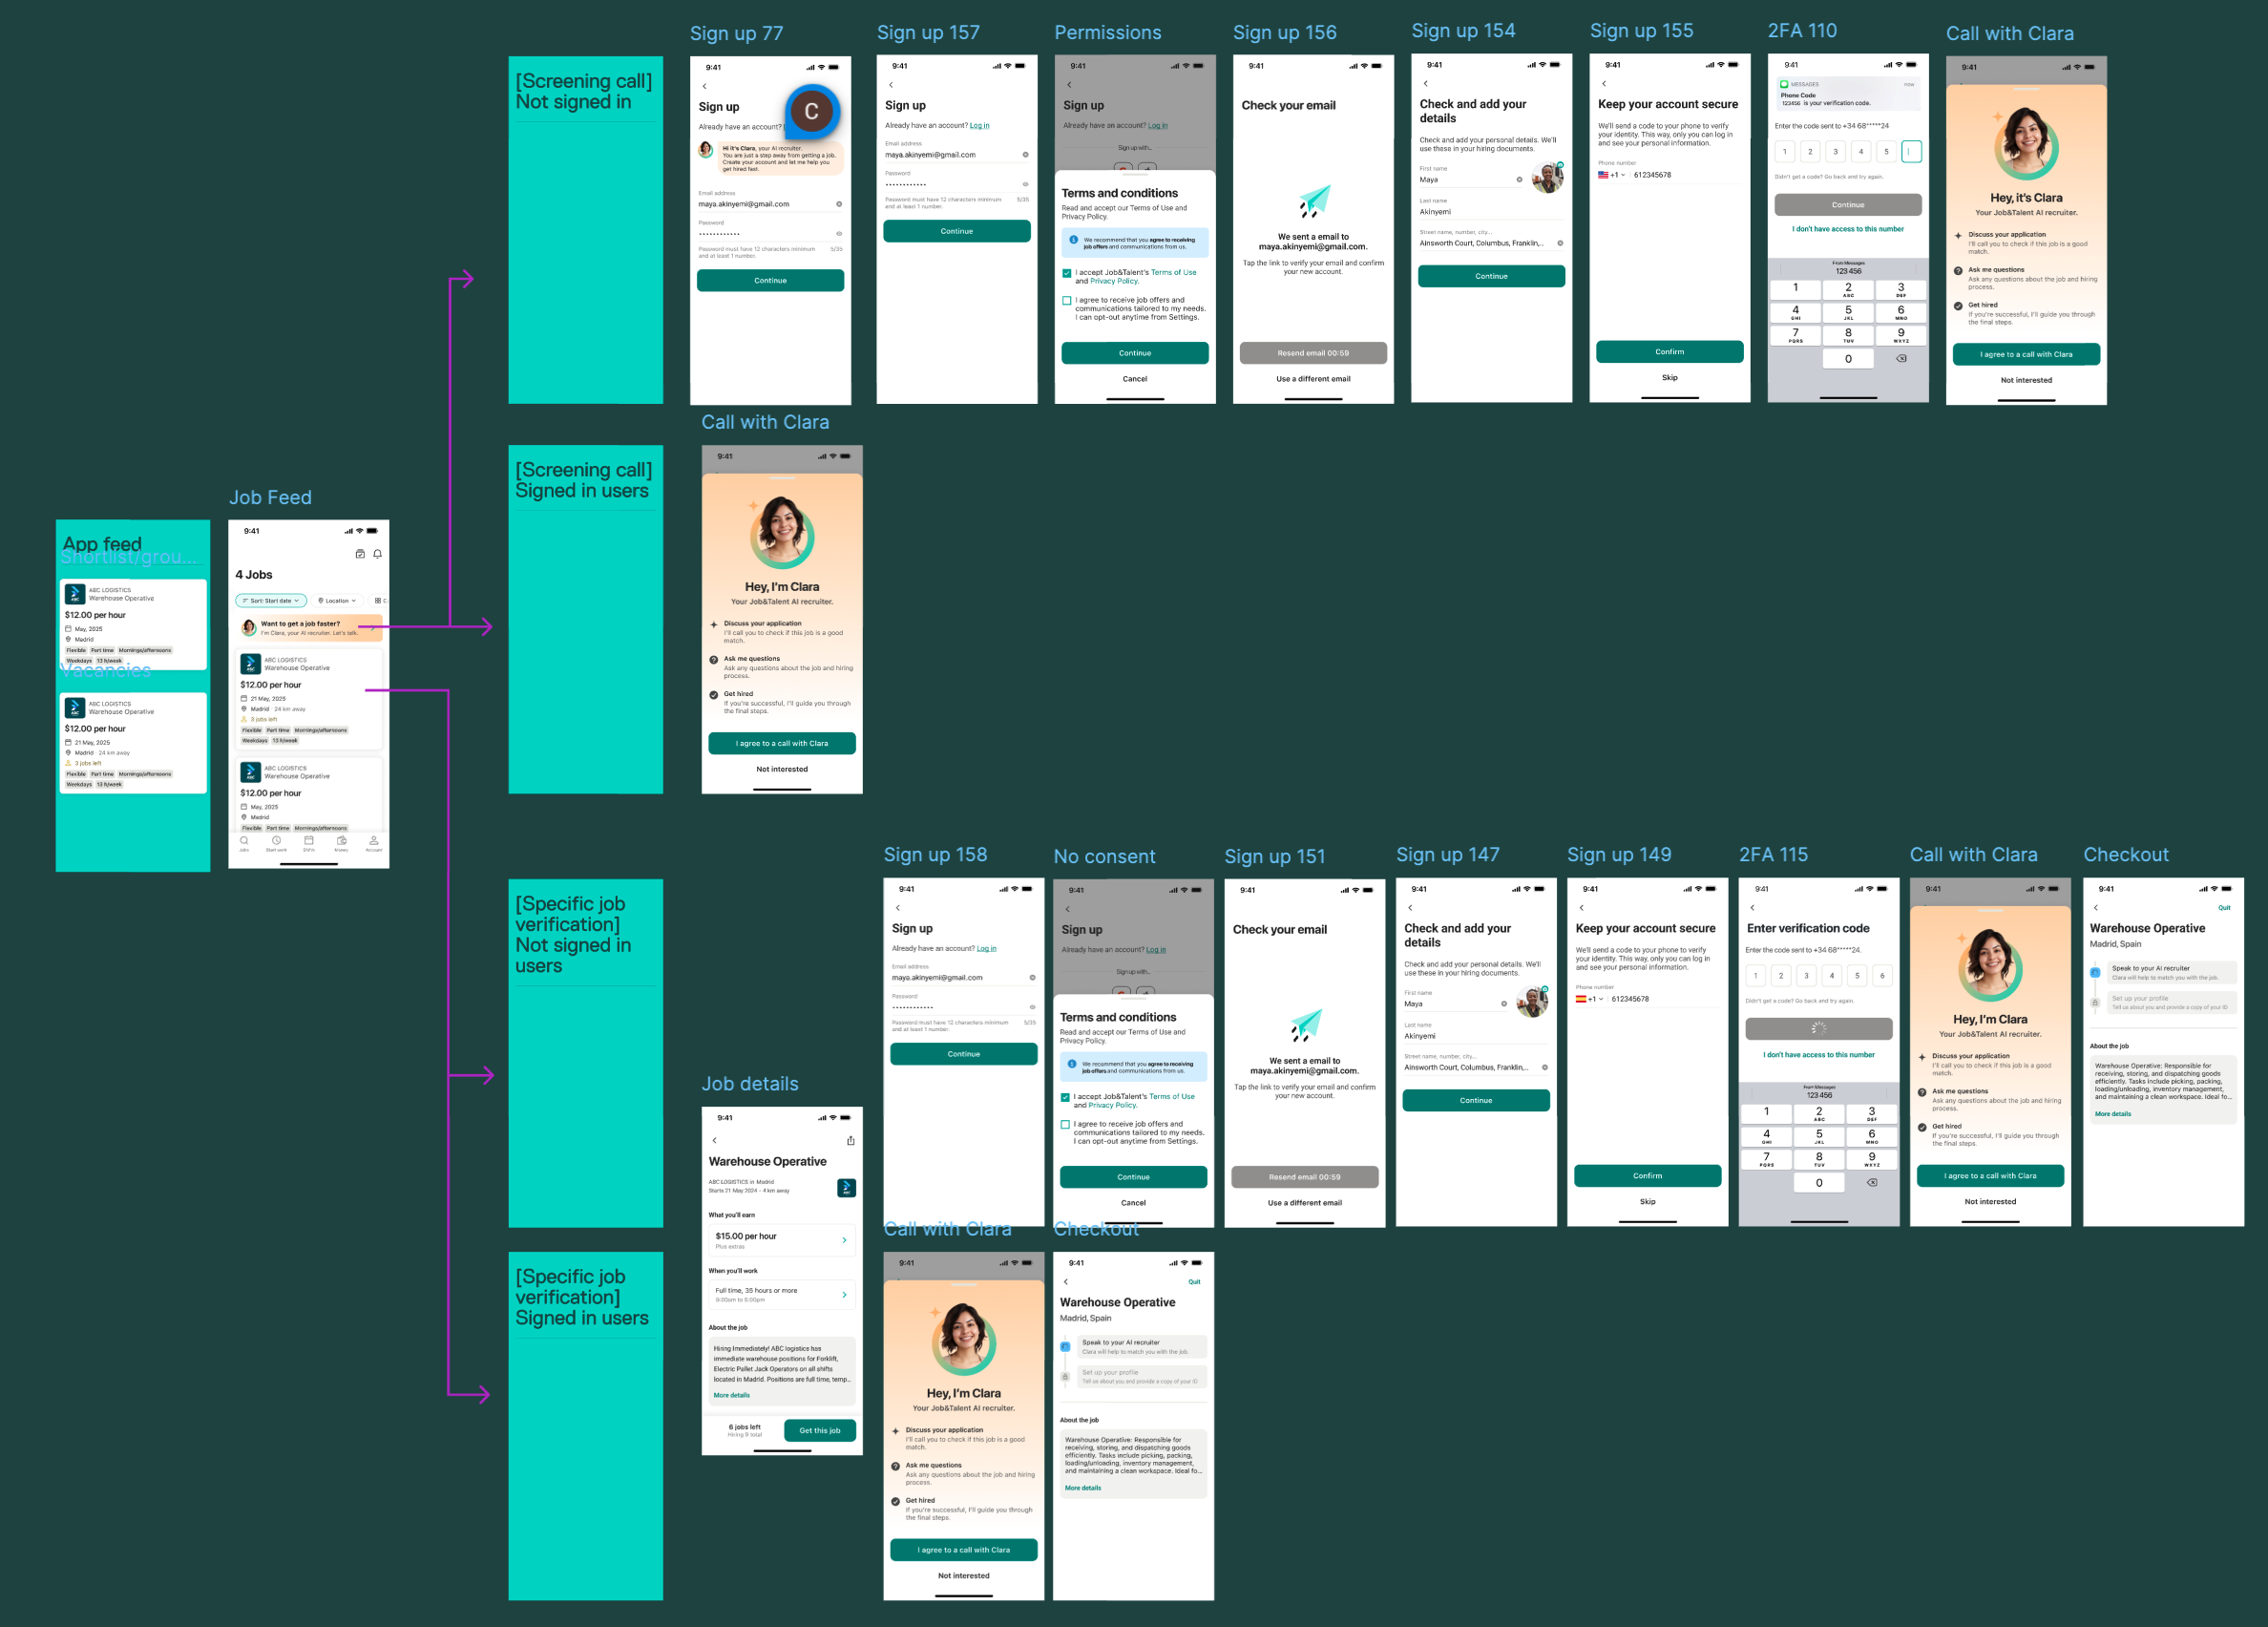 Sign up 77
Sign up 157
Permissions
Sign up 156
Sign up 154
Sign up 155
2FA 110
Call with Clara
[Screening call]
Not signed in
9:41
Sign up
Already have an account?
C
Hi it's Clara, your AI recruiter.
You are just a step away from getting a job.
Create your account and let me help you
get hired fast.
Email address
maya.akinyemi@gmail.com
Password
Password must have 12 characters minimum
and at least 1 number.
5/35
Continue
9:41
Sign up
Already have an account? Log in
Email address
maya.akinyemi@gmail.com
Password
Password must have 12 characters minimum
and at least 1 number.
5/35
Continue
9:41
Sign up
Already have an account? Log in
Sign up with...
Terms and conditions
Read and accept our Terms of Use and
Privacy Policy.
We recommend that you agree to receiving
job offers and communications from us.
I accept Job&Talent's Terms of Use
and Privacy Policy.
I agree to receive job offers and
communications tailored to my needs.
I can opt-out anytime from Settings.
Continue
Cancel
9:41
Check your email
We sent a email to
maya.akinyemi@gmail.com.
Tap the link to verify your email and confirm
your new account.
Resend email 00:59
Use a different email
9:41
Check and add your
details
Check and add your personal details. We'll
use these in your hiring documents.
First name
Maya
Last name
Akinyemi
Street name, number, city...
Ainsworth Court, Columbus, Franklin,...
Continue
9:41
Keep your account secure
We'll send a code to your phone to verify
your identity. This way, only you can log in
and see your personal information.
Phone number
+1 612345678
Confirm
Skip
9:41
MESSAGES
now
Phone Code
123456 is your verification code.
Enter the code sent to +34 68*****24
1 2 3 4 5
Didn't get a code? Go back and try again.
Continue
I don't have access to this number
From Messages
123 456
1 2 3
ABC DEF
4 5 6
GHI JKL MNO
7 8 9
PQRS TUV WXYZ
0
9:41
Hey, it's Clara
Your Job&Talent AI recruiter.
Discuss your application
I'll call you to check if this job is a good
match.
Ask me questions
Ask any questions about the job and hiring
process.
Get hired
If you're successful, I'll guide you through
the final steps.
I agree to a call with Clara
Not interested
Call with Clara
[Screening call]
Signed in users
9:41
Hey, I'm Clara
Your Job&Talent AI recruiter.
Discuss your application
I'll call you to check if this job is a good
match.
Ask me questions
Ask any questions about the job and hiring
process.
Get hired
If you're successful, I'll guide you through
the final steps.
I agree to a call with Clara
Not interested
App feed
Shortlist/grou...
ABC
ABC LOGISTICS
Warehouse Operative
$12.00 per hour
May, 2025
Madrid
Flexible Part time Mornings/afternoons
Weekdays 13 h/week
Vacancies
ABC
ABC LOGISTICS
Warehouse Operative
$12.00 per hour
21 May, 2025
Madrid 24 km away
3 jobs left
Flexible Part time Mornings/afternoons
Weekdays 13 h/week
Job Feed
9:41
4 Jobs
Sort: Start date
Location
C
Want to get a job faster?
I'm Clara, your AI recruiter. Let's talk.
ABC
ABC LOGISTICS
Warehouse Operative
$12.00 per hour
21 May, 2025
Madrid 24 km away
3 jobs left
Flexible Part time Mornings/afternoons
Weekdays 13 h/week
ABC
ABC LOGISTICS
Warehouse Operative
$12.00 per hour
May, 2025
Madrid
Flexible Part time Mornings/afternoons
Jobs Start work Shifts Money Account
[Specific job
verification]
Not signed in
users
Sign up 158
No consent
Sign up 151
Sign up 147
Sign up 149
2FA 115
Call with Clara
Checkout
9:41
Sign up
Already have an account? Log in
Email address
maya.akinyemi@gmail.com
Password
Password must have 12 characters minimum
and at least 1 number.
5/35
Continue
9:41
Sign up
Already have an account? Log in
Sign up with...
Terms and conditions
Read and accept our Terms of Use and
Privacy Policy.
We recommend that you agree to receiving
job offers and communications from us.
I accept Job&Talent's Terms of Use
and Privacy Policy.
I agree to receive job offers and
communications tailored to my needs.
I can opt-out anytime from Settings.
Continue
Cancel
9:41
Check your email
We sent a email to
maya.akinyemi@gmail.com.
Tap the link to verify your email and confirm
your new account.
Resend email 00:59
Use a different email
9:41
Check and add your
details
Check and add your personal details. We'll
use these in your hiring documents.
First name
Maya
Last name
Akinyemi
Street name, number, city...
Ainsworth Court, Columbus, Franklin,...
Continue
9:41
Keep your account secure
We'll send a code to your phone to verify
your identity. This way, only you can log in
and see your personal information.
Phone number
+1 612345678
Confirm
Skip
9:41
Enter verification code
Enter the code sent to +34 68*****24.
1 2 3 4 5 6
Didn't get a code? Go back and try again.
I don't have access to this number
From Messages
123 456
1 2 3
ABC DEF
4 5 6
GHI JKL MNO
7 8 9
PQRS TUV WXYZ
0
9:41
Hey, I'm Clara
Your Job&Talent AI recruiter.
Discuss your application
I'll call you to check if this job is a good
match.
Ask me questions
Ask any questions about the job and hiring
process.
Get hired
If you're successful, I'll guide you through
the final steps.
I agree to a call with Clara
Not interested
9:41
Quit
Warehouse Operative
Madrid, Spain
Speak to your AI recruiter
Clara will help to match you with the job.
Set up your profile
Tell us about you and provide a copy of your ID
About the job
Warehouse Operative: Responsible for
receiving, storing, and dispatching goods
efficiently. Tasks include picking, packing,
loading/unloading, inventory management,
and maintaining a clean workspace. Ideal fo...
More details
Job details
9:41
Warehouse Operative
ABC LOGISTICS in Madrid
Starts 21 May 2024 - 4 km away
ABC
What you'll earn
$15.00 per hour
Plus extras
When you'll work
Full time, 35 hours or more
9:00am to 5:00pm
About the job
Hiring Immediately! ABC logistics has
immediate warehouse positions for Forklift,
Electric Pallet Jack Operators on all shifts
located in Madrid. Positions are full time, temp...
More details
6 jobs left
Hiring 9 total
Get this job
[Specific job
verification]
Signed in users
Call with Clara
Checkout
9:41
Hey, I'm Clara
Your Job&Talent AI recruiter.
Discuss your application
I'll call you to check if this job is a good
match.
Ask me questions
Ask any questions about the job and hiring
process.
Get hired
If you're successful, I'll guide you through
the final steps.
I agree to a call with Clara
Not interested
9:41
Quit
Warehouse Operative
Madrid, Spain
Speak to your AI recruiter
Clara will help to match you with the job.
Set up your profile
Tell us about you and provide a copy of your ID
About the job
Warehouse Operative: Responsible for
receiving, storing, and dispatching goods
efficiently. Tasks include picking, packing,
loading/unloading, inventory management,
and maintaining a clean workspace. Ideal fo...
More details